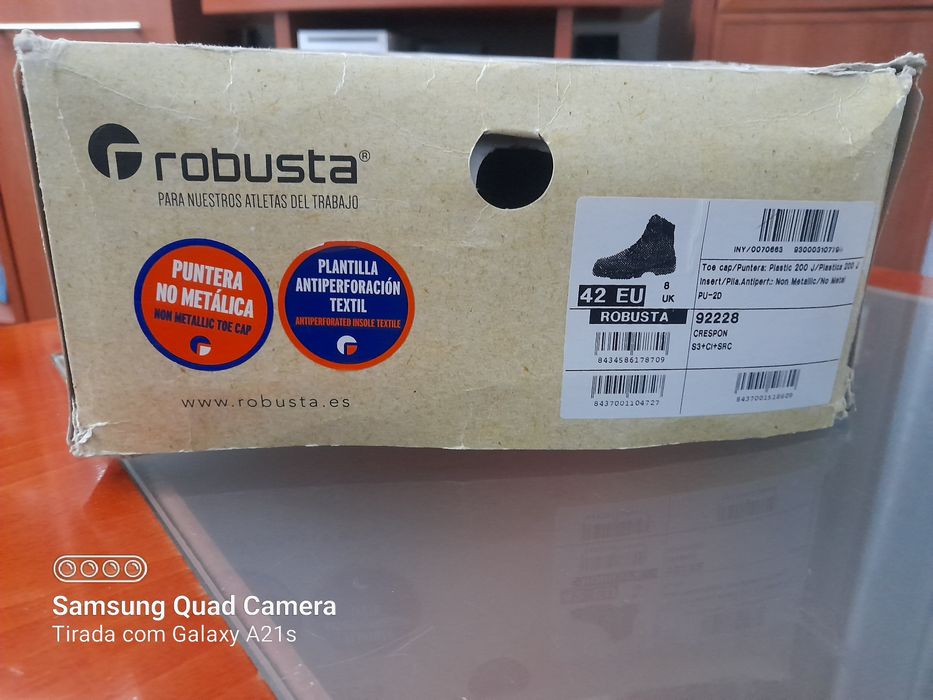 robusta®
PARA NUESTROS ATLETAS DEL TRABAJO
PUNTERA
NO METÁLICA
NON METALLIC TOE CAP
PLANTILLA
ANTIPERFORACIÓN
TEXTIL
ANTIPERFORATED INSOLE TEXTILE
www.robusta.es
42 EU
8
UK
ROBUSTA
8434586178709
8437001104727
INY/0070663
Toe cap/Puntera: Plastic 200 J/Plastica 200 J
Insert/Plla.Antiperf.: Non Metallic/No Metal
PU-2D
92228
CRESPON
S3+CI+SRC
Samsung Quad Camera
Tirada com Galaxy A21s